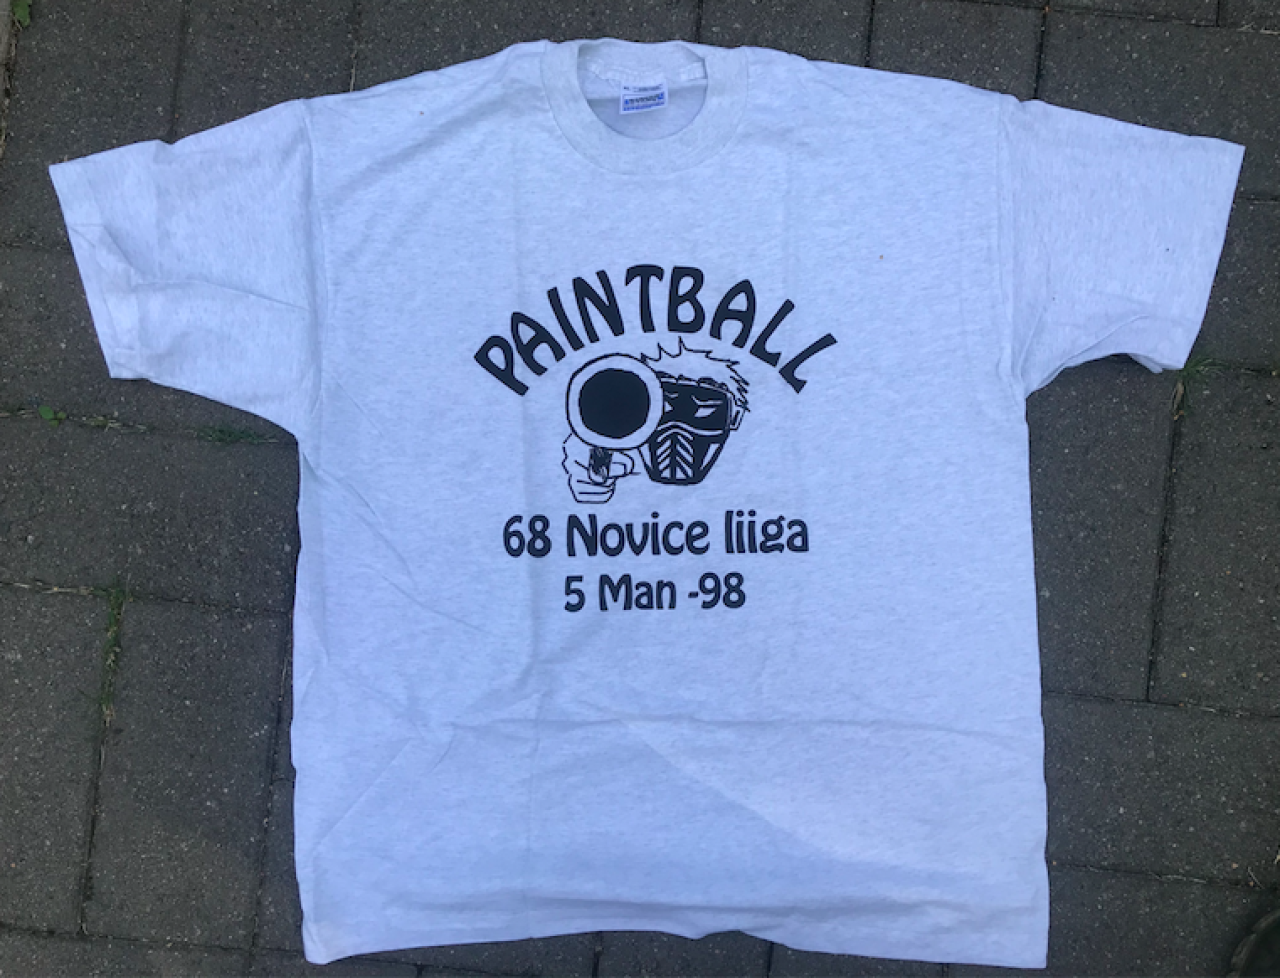 PAINTBALL
68 Novice liiga
5 Man -98